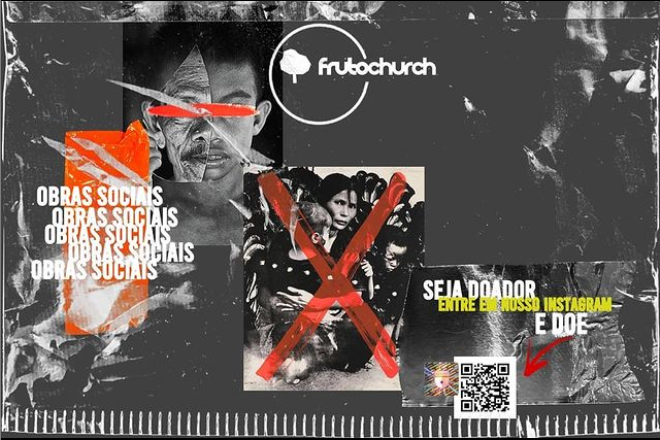 frutochurch
OBRAS SOCIAIS
OBRAS SOCIAIS
OBRAS SOCIAIS
OBRAS SOCIAIS
OBRAS SOCIAIS
SEJA DOADOR
ENTRE EM NOSSO INSTAGRAM
E DOE